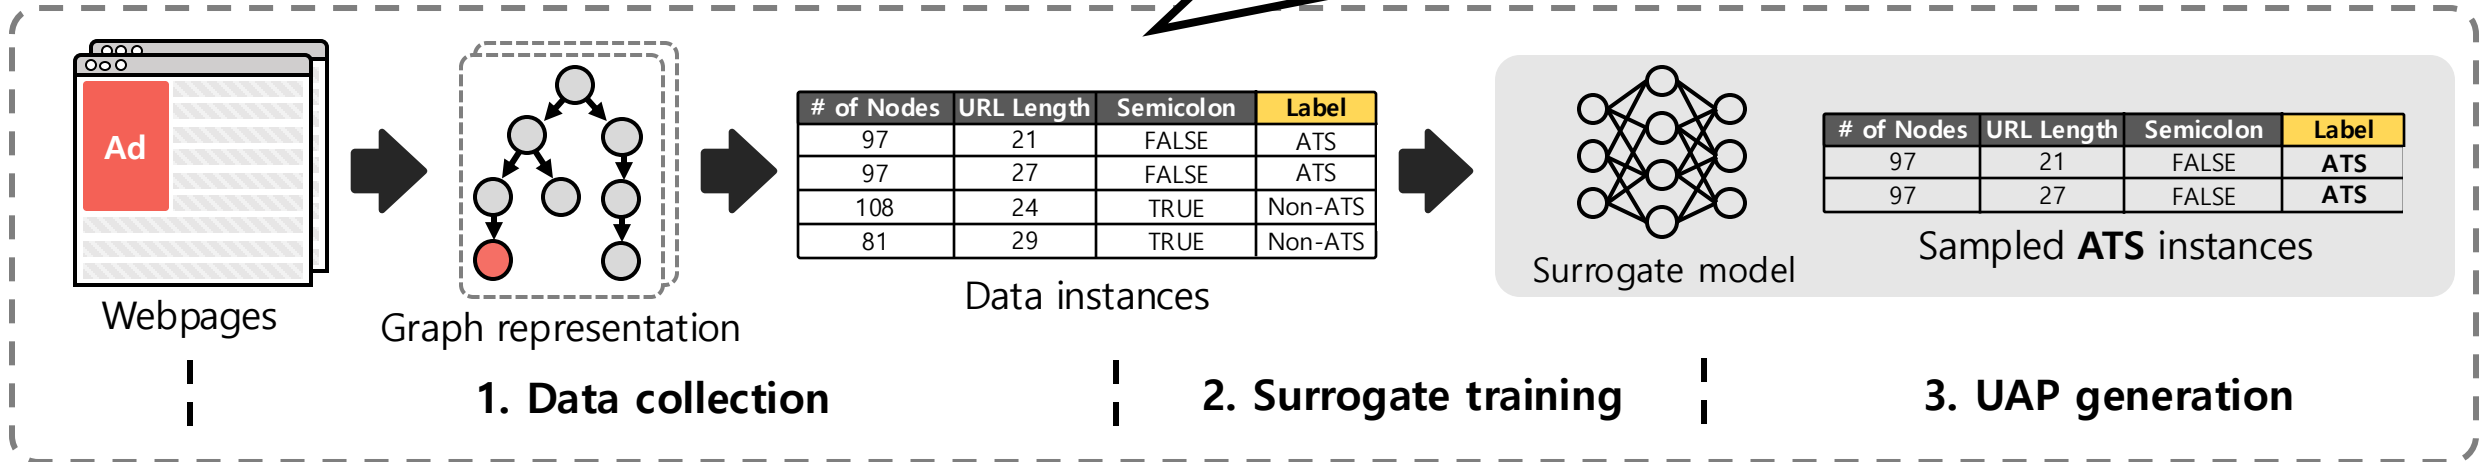 Ad
Webpages
Graph representation
# of Nodes URL Length Semicolon Label
97 21 FALSE ATS
97 27 FALSE ATS
108 24 TRUE Non-ATS
81 29 TRUE Non-ATS
Data instances
Surrogate model
# of Nodes URL Length Semicolon Label
97 21 FALSE ATS
97 27 FALSE ATS
Sampled ATS instances
1. Data collection
2. Surrogate training
3. UAP generation